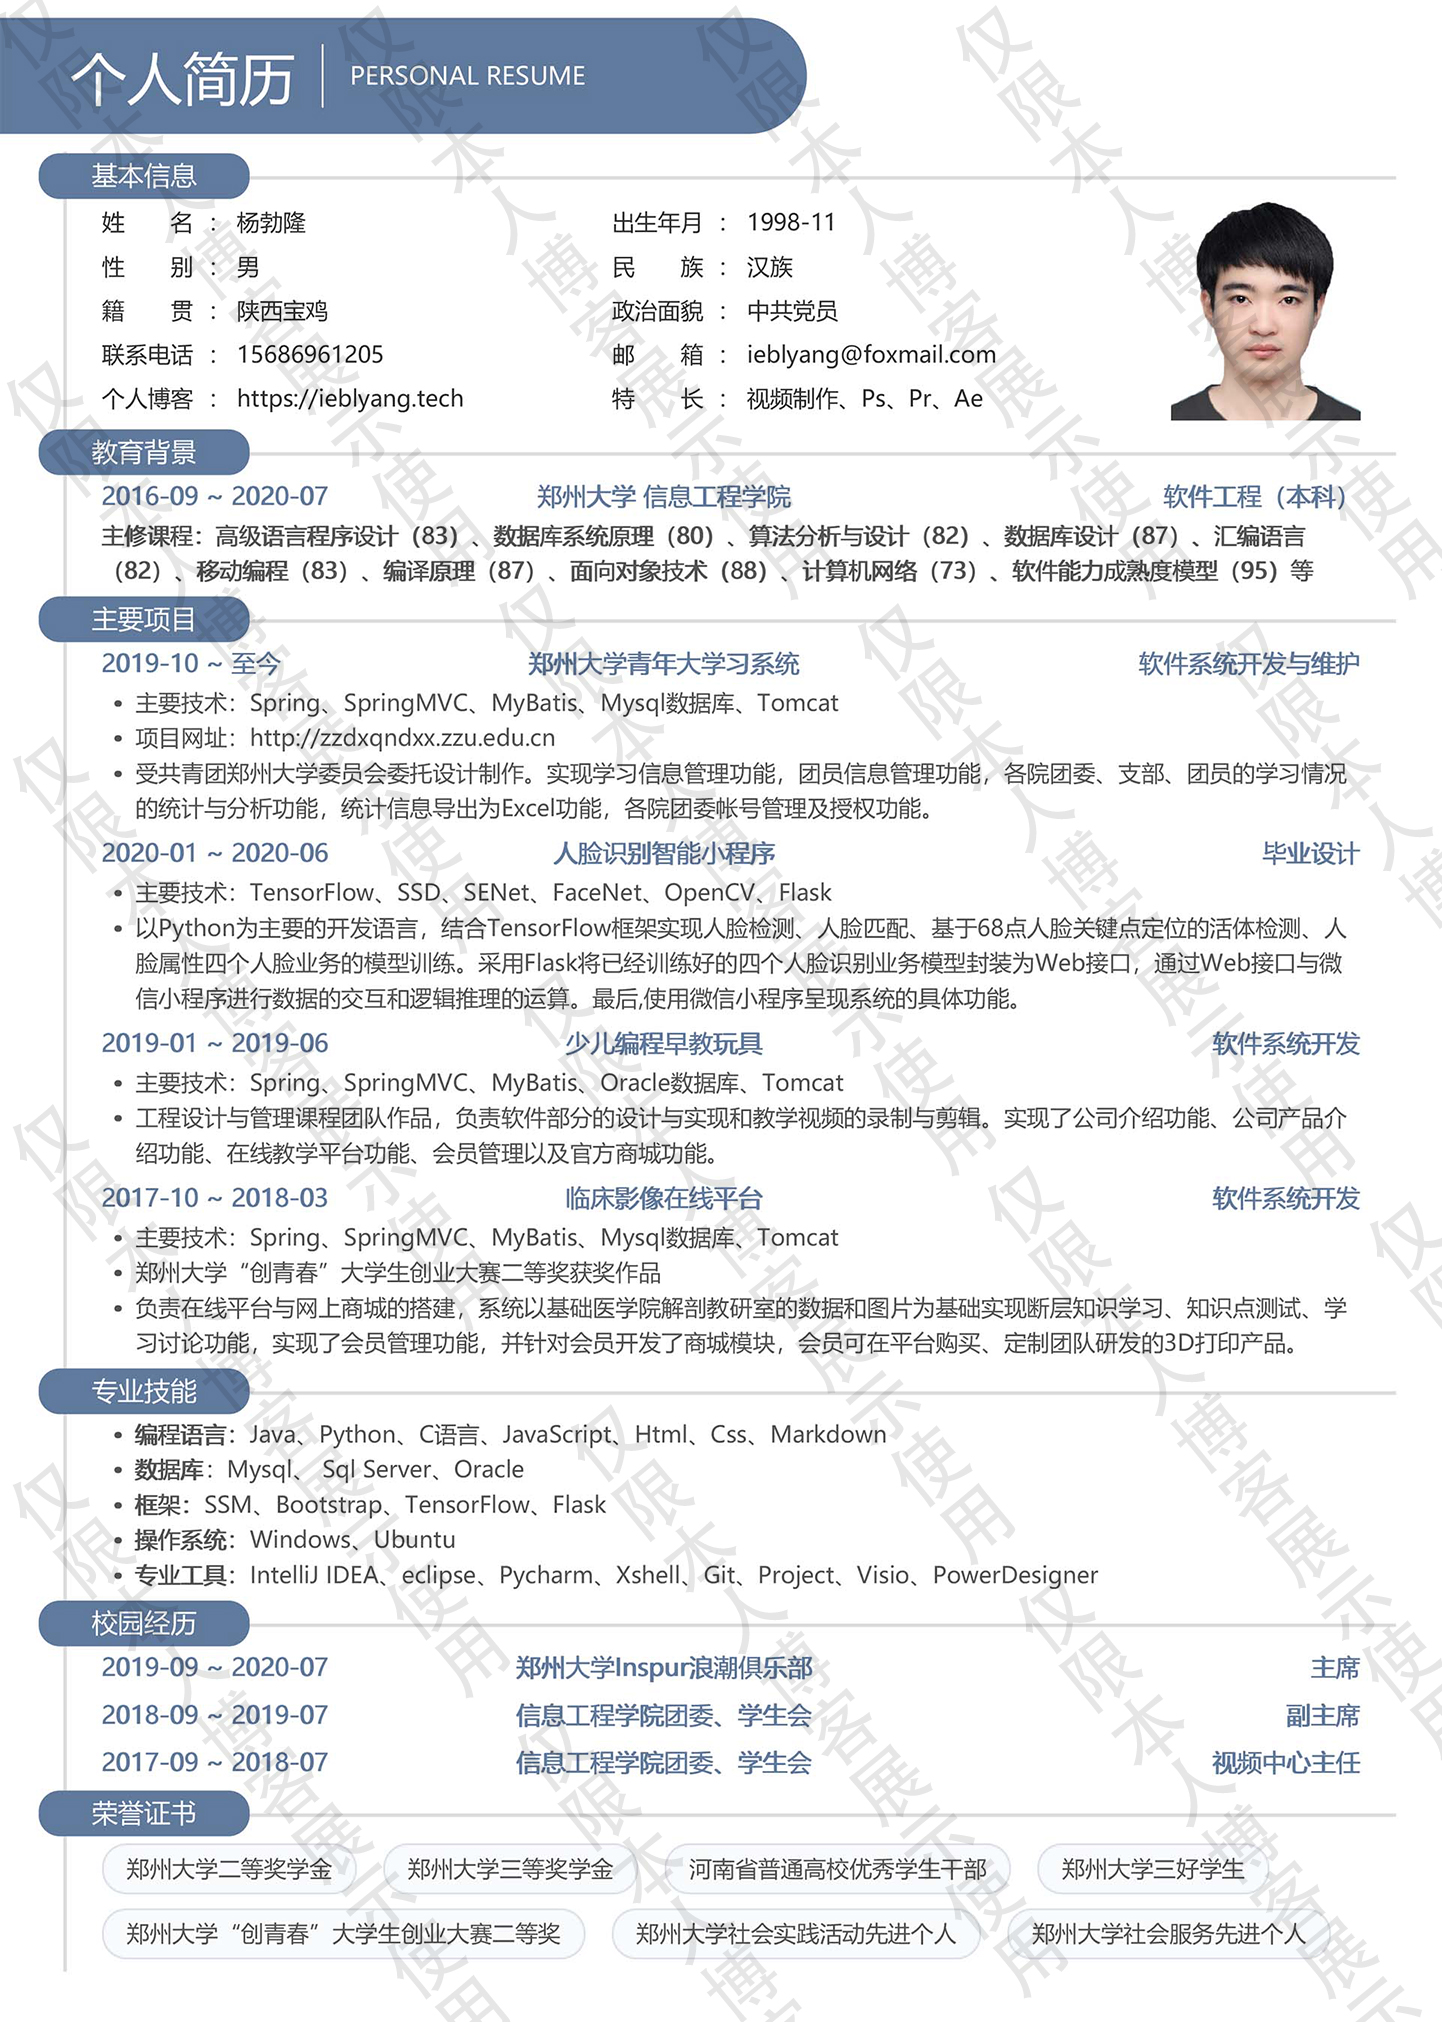 个人简历 PERSONAL RESUME
基本信息
姓 名 : 杨勃隆 出生年月 : 1998-11
性 别 : 男 民 族 : 汉族
籍 贯 : 陕西宝鸡 政治面貌 : 中共党员
联系电话 : 15686961205 邮 箱 : ieblyang@foxmail.com
个人博客 : https://ieblyang.tech 特 长 : 视频制作、Ps、Pr、Ae
教育背景
2016-09 ~ 2020-07 郑州大学 信息工程学院 软件工程（本科）
主修课程：高级语言程序设计（83）、数据库系统原理（80）、算法分析与设计（82）、数据库设计（87）、汇编语言
（82）、移动编程（83）、编译原理（87）、面向对象技术（88）、计算机网络（73）、软件能力成熟度模型（95）等
主要项目
2019-10 ~ 至今 郑州大学青年大学习系统 软件系统开发与维护
• 主要技术：Spring、SpringMVC、MyBatis、Mysql数据库、Tomcat
• 项目网址：http://zzdxqndxx.zzu.edu.cn
• 受共青团郑州大学委员会委托设计制作。实现学习信息管理功能，团员信息管理功能，各院团委、支部、团员的学习情况
的统计与分析功能，统计信息导出为Excel功能，各院团委帐号管理及授权功能。
2020-01 ~ 2020-06 人脸识别智能小程序 毕业设计
• 主要技术：TensorFlow、SSD、SENet、FaceNet、OpenCV、Flask
• 以Python为主要的开发语言，结合TensorFlow框架实现人脸检测、人脸匹配、基于68点人脸关键点定位的活体检测、人
脸属性四个人脸业务的模型训练。采用Flask将已经训练好的四个人脸识别业务模型封装为Web接口，通过Web接口与微
信小程序进行数据的交互和逻辑推理的运算。最后,使用微信小程序呈现系统的具体功能。
2019-01 ~ 2019-06 少儿编程早教玩具 软件系统开发
• 主要技术：Spring、SpringMVC、MyBatis、Oracle数据库、Tomcat
• 工程设计与管理课程团队作品，负责软件部分的设计与实现和教学视频的录制与剪辑。实现了公司介绍功能、公司产品介
绍功能、在线教学平台功能、会员管理以及官方商城功能。
2017-10 ~ 2018-03 临床影像在线平台 软件系统开发
• 主要技术：Spring、SpringMVC、MyBatis、Mysql数据库、Tomcat
• 郑州大学“创青春”大学生创业大赛二等奖获奖作品
• 负责在线平台与网上商城的搭建，系统以基础医学院解剖教研室的数据和图片为基础实现断层知识学习、知识点测试、学
习讨论功能，实现了会员管理功能，并针对会员开发了商城模块，会员可在平台购买、定制团队研发的3D打印产品。
专业技能
• 编程语言：Java、Python、C语言、JavaScript、Html、Css、Markdown
• 数据库：Mysql、 Sql Server、Oracle
• 框架：SSM、Bootstrap、TensorFlow、Flask
• 操作系统：Windows、Ubuntu
• 专业工具：IntelliJ IDEA、eclipse、Pycharm、Xshell、Git、Project、Visio、PowerDesigner
校园经历
2019-09 ~ 2020-07 郑州大学Inspur浪潮俱乐部 主席
2018-09 ~ 2019-07 信息工程学院团委、学生会 副主席
2017-09 ~ 2018-07 信息工程学院团委、学生会 视频中心主任
荣誉证书
郑州大学二等奖学金 郑州大学三等奖学金 河南省普通高校优秀学生干部 郑州大学三好学生
郑州大学“创青春”大学生创业大赛二等奖 郑州大学社会实践活动先进个人 郑州大学社会服务先进个人
仅限本人博客展示使用